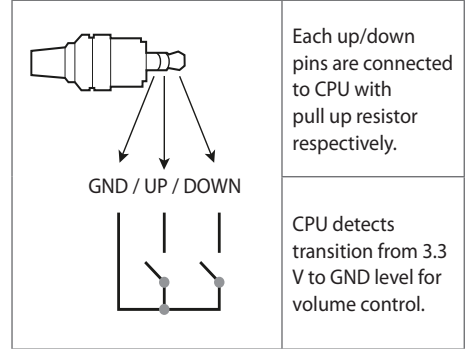 Each up/down
pins are connected
to CPU with
pull up resistor
respectively.
GND / UP / DOWN
CPU detects
transition from 3.3
V to GND level for
volume control.